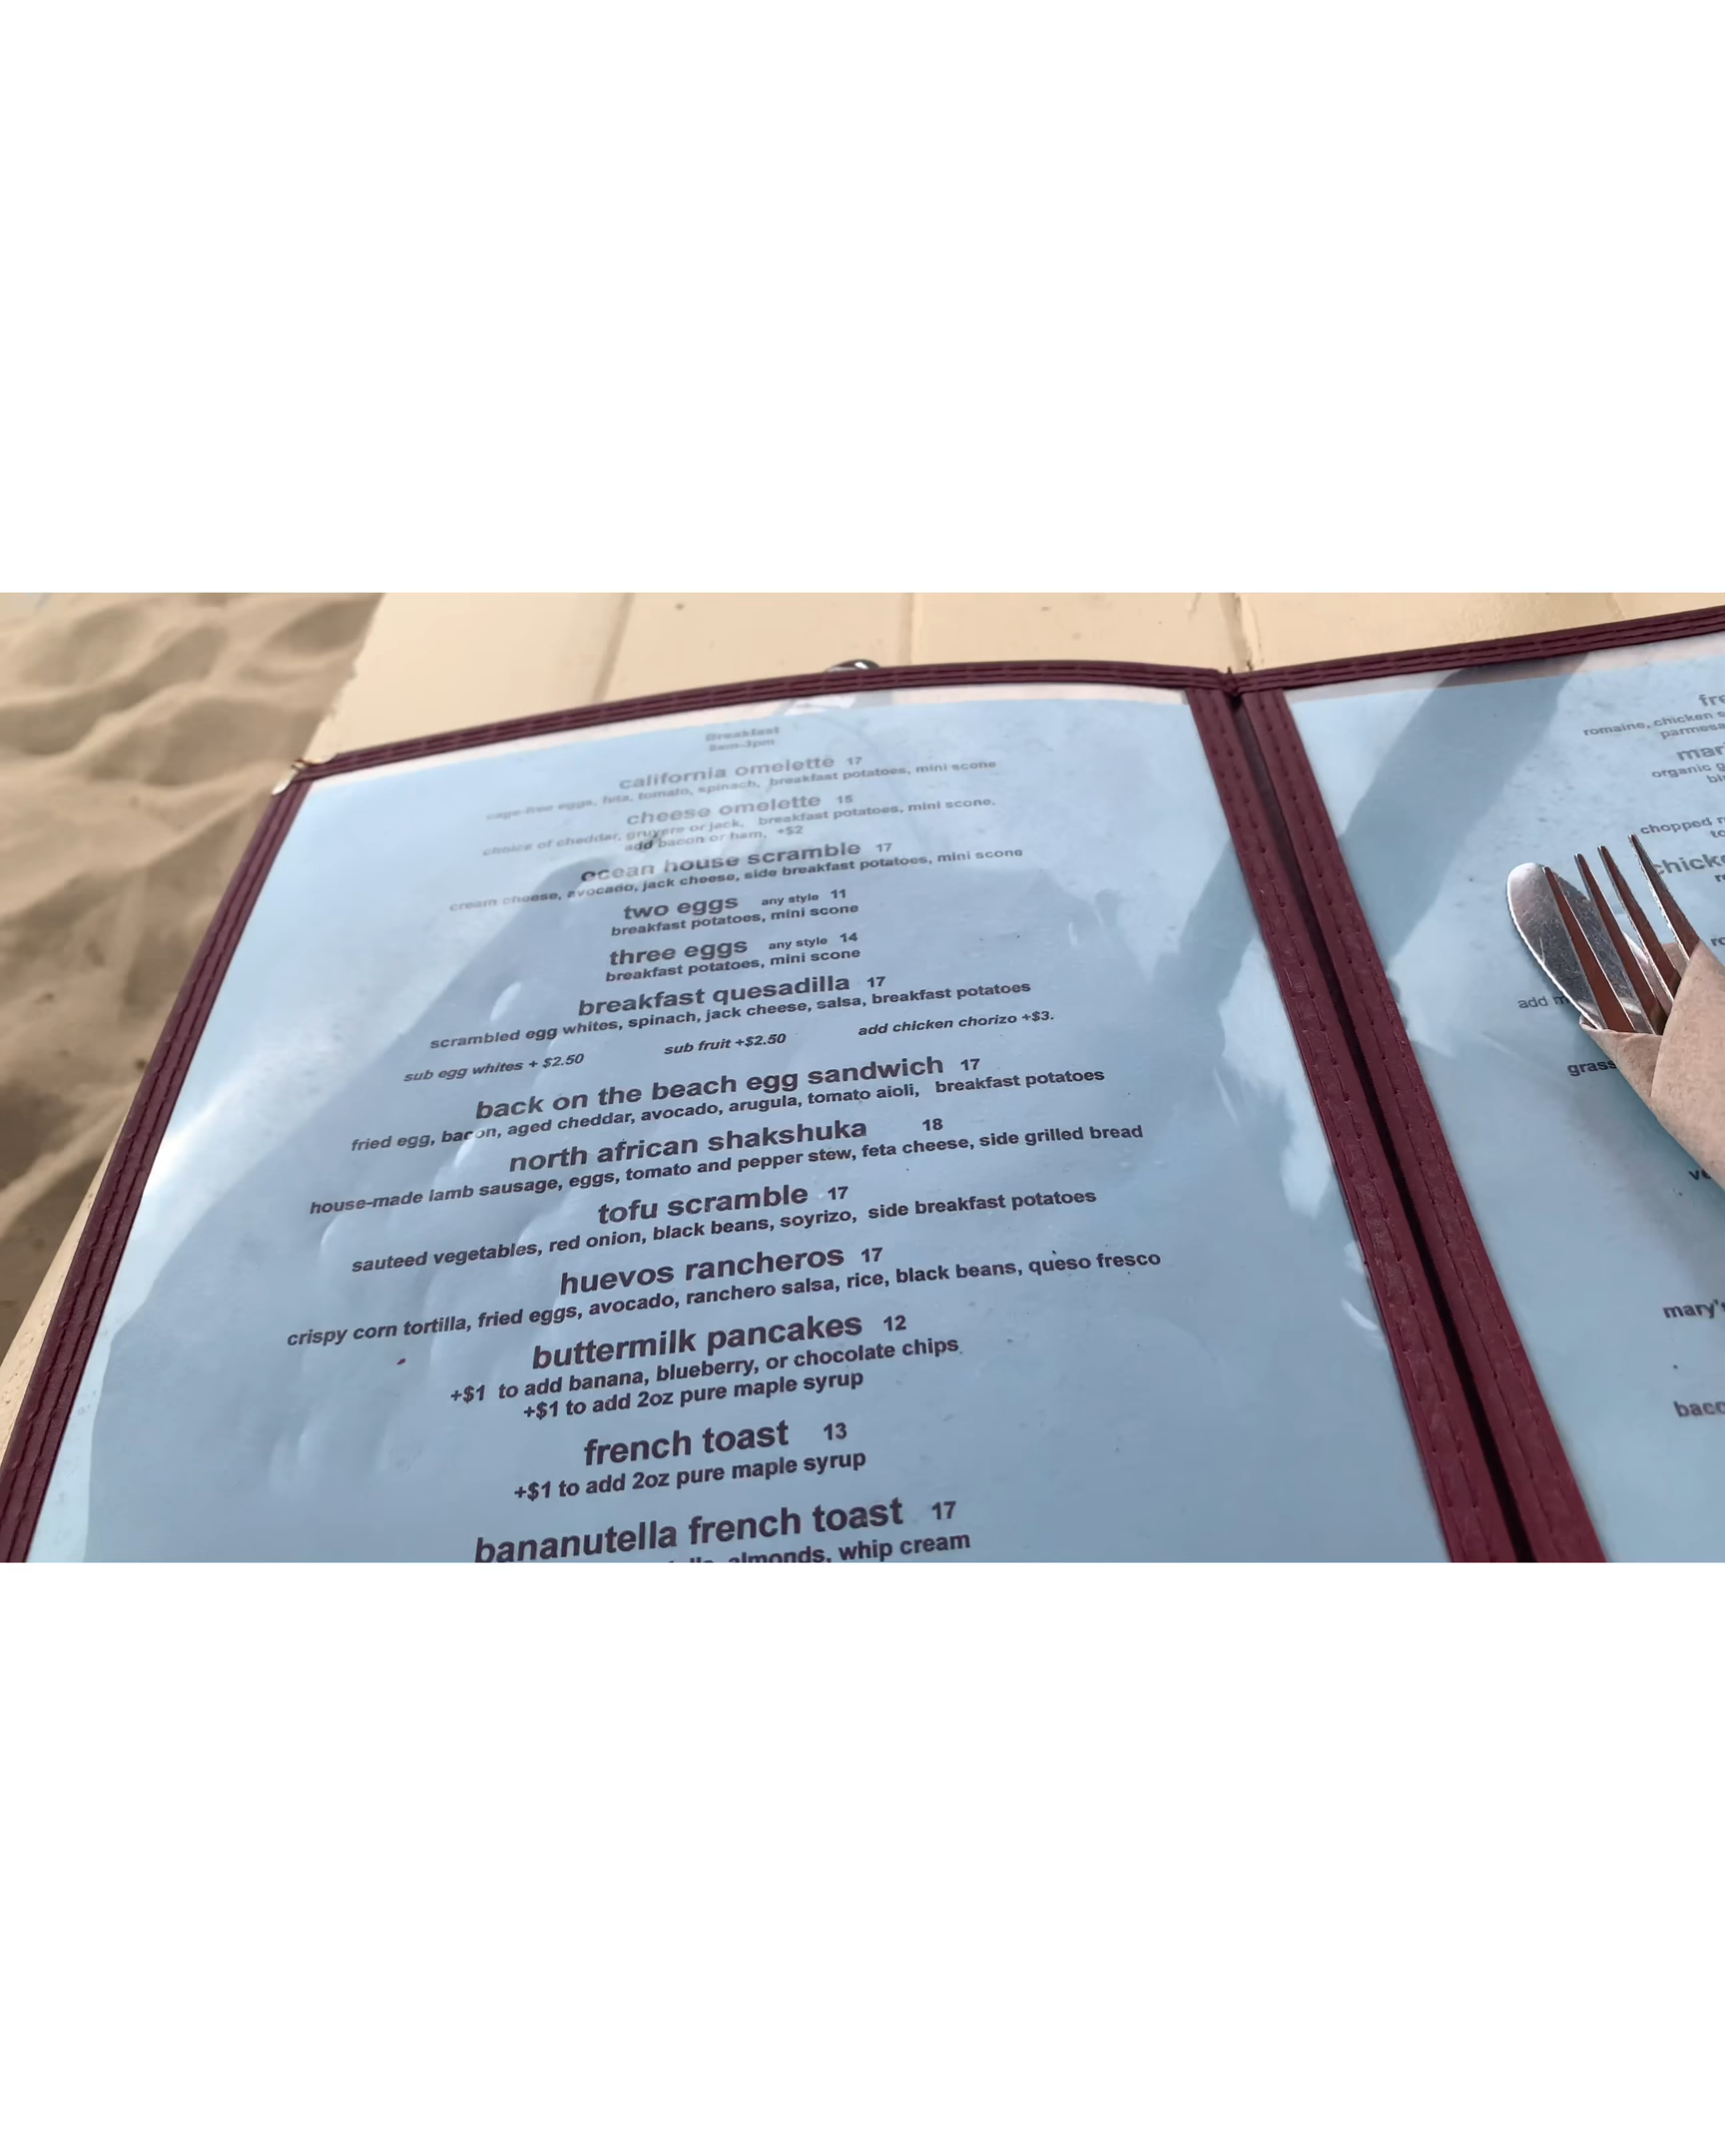 Breakfast
8am-3pm
california omelette 17
cage-free eggs, feta, tomato, spinach, breakfast potatoes, mini scone
cheese omelette 15
choice of cheddar, gruyere or jack, breakfast potatoes, mini scone.
add bacon or ham, +$2
ocean house scramble 17
cream cheese, avocado, jack cheese, side breakfast potatoes, mini scone
two eggs any style 11
breakfast potatoes, mini scone
three eggs any style 14
breakfast potatoes, mini scone
breakfast quesadilla 17
scrambled egg whites, spinach, jack cheese, salsa, breakfast potatoes
sub egg whites + $2.50 sub fruit +$2.50 add chicken chorizo +$3.
back on the beach egg sandwich 17
fried egg, bacon, aged cheddar, avocado, arugula, tomato aioli, breakfast potatoes
north african shakshuka 18
house-made lamb sausage, eggs, tomato and pepper stew, feta cheese, side grilled bread
tofu scramble 17
sauteed vegetables, red onion, black beans, soyrizo, side breakfast potatoes
huevos rancheros 17
crispy corn tortilla, fried eggs, avocado, ranchero salsa, rice, black beans, queso fresco
buttermilk pancakes 12
+$1 to add banana, blueberry, or chocolate chips
+$1 to add 2oz pure maple syrup
french toast 13
+$1 to add 2oz pure maple syrup
bananutella french toast 17
almonds, whip cream
romaine, chicken
organic
chopped
add
mary's